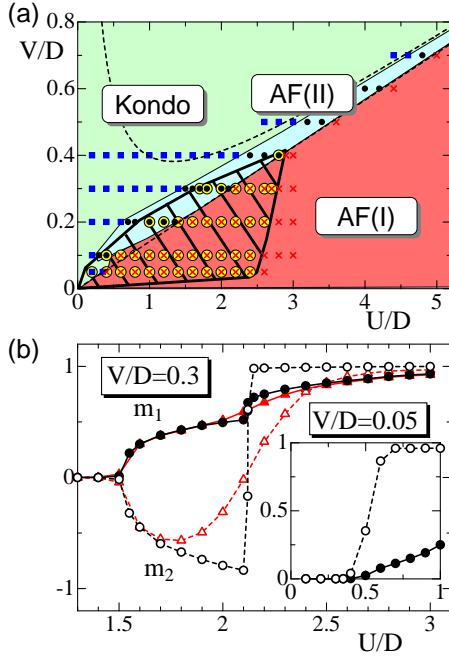 (a)
V/D
0.8
0.6
0.4
0.2
0
Kondo
AF(II)
AF(I)
0 1 2 3 4 5
U/D
(b)
1
0
-1
V/D=0.3
m1
m2
V/D=0.05
1
0
0 0.5 1
1.5 2 2.5 3
U/D